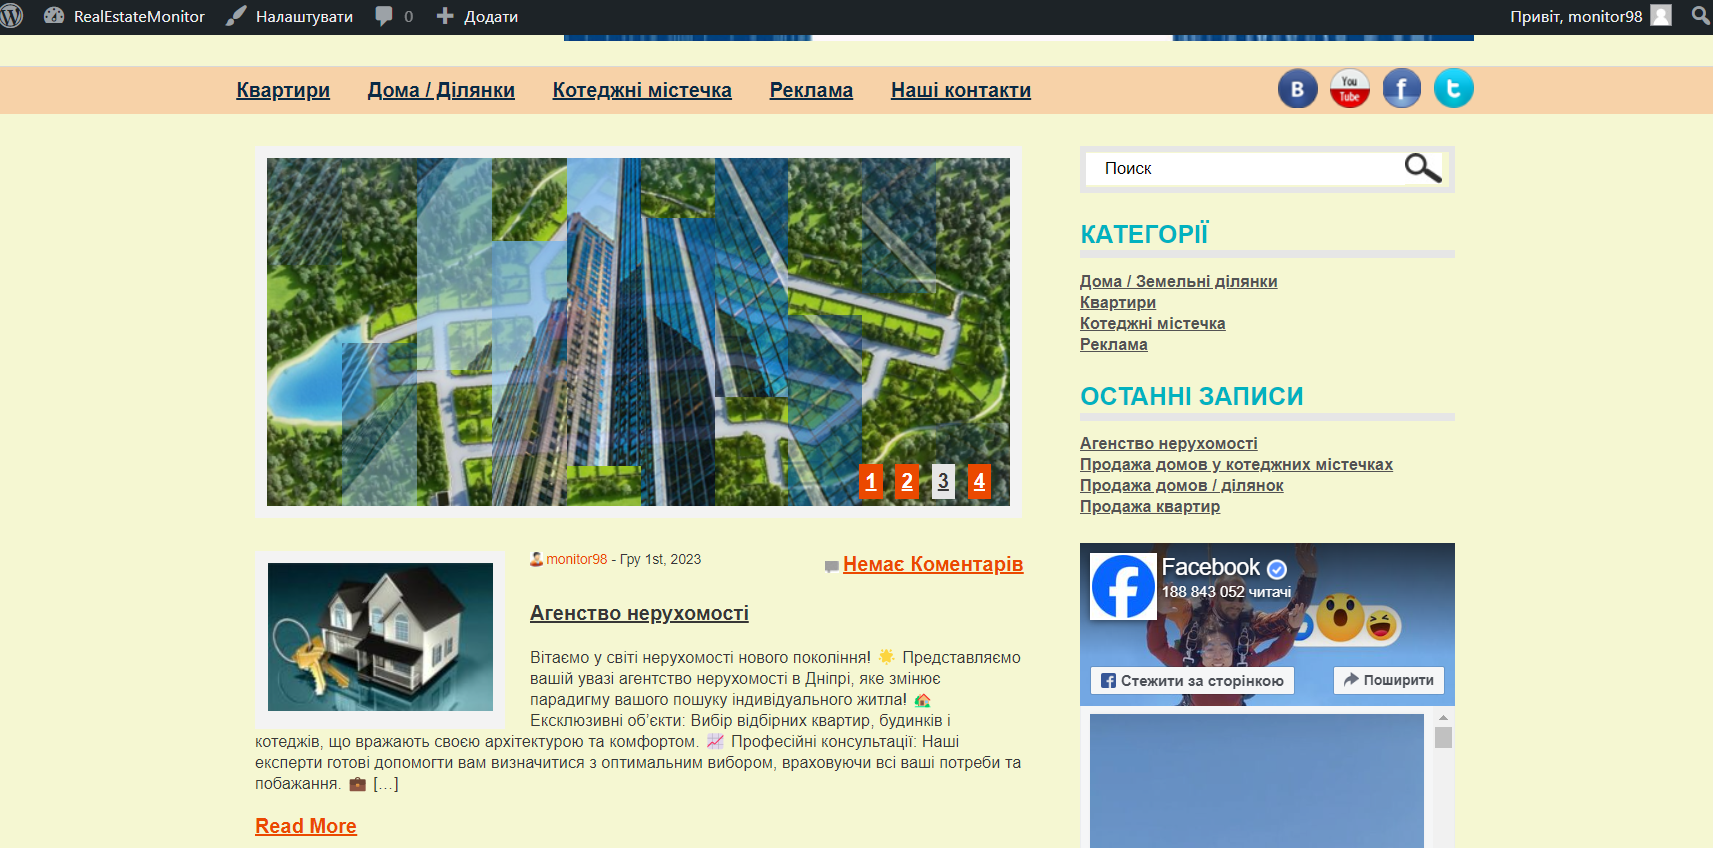 RealEstateMonitor Налаштувати 0 Додати Привіт, monitor98
Квартири Дома / Ділянки Котеджні містечка Реклама Наші контакти B You Tube f t
Поиск
КАТЕГОРІЇ
Дома / Земельні ділянки
Квартири
Котеджні містечка
Реклама
ОСТАННІ ЗАПИСИ
Агенство нерухомості
Продажа домов у котеджних містечках
Продажа домов / ділянок
Продажа квартир
1 2 3 4
monitor98 - Гру 1st, 2023 Немає Коментарів
Агенство нерухомості
Вітаємо у світі нерухомості нового покоління! 🌟 Представляємо
вашій увазі агентство нерухомості в Дніпрі, яке змінює
парадигму вашого пошуку індивідуального житла! 🏡
Ексклюзивні об’єкти: Вибір відбірних квартир, будинків і
котеджів, що вражають своєю архітектурою та комфортом. 📈 Професійні консультації: Наші
експерти готові допомогти вам визначитися з оптимальним вибором, враховуючи всі ваші потреби та
побажання. 💼 […]
Read More
Facebook
188 843 052 читачі
Стежити за сторінкою Поширити